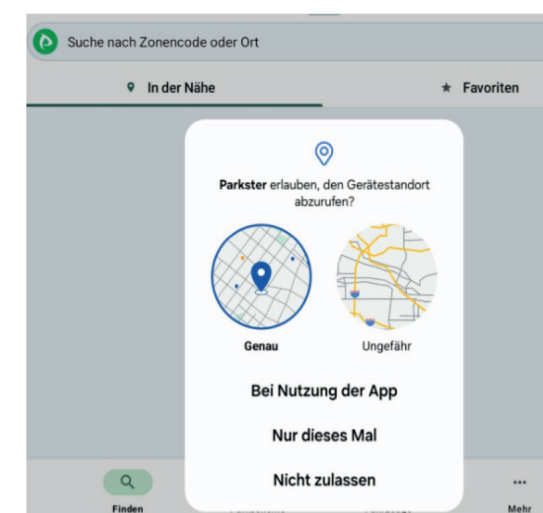 Suche nach Zonencode oder Ort
In der Nähe
Favoriten
Parkster erlauben, den Gerätestandort
abzurufen?
Genau
Ungefähr
Bei Nutzung der App
Nur dieses Mal
Nicht zulassen
Finden
Mehr